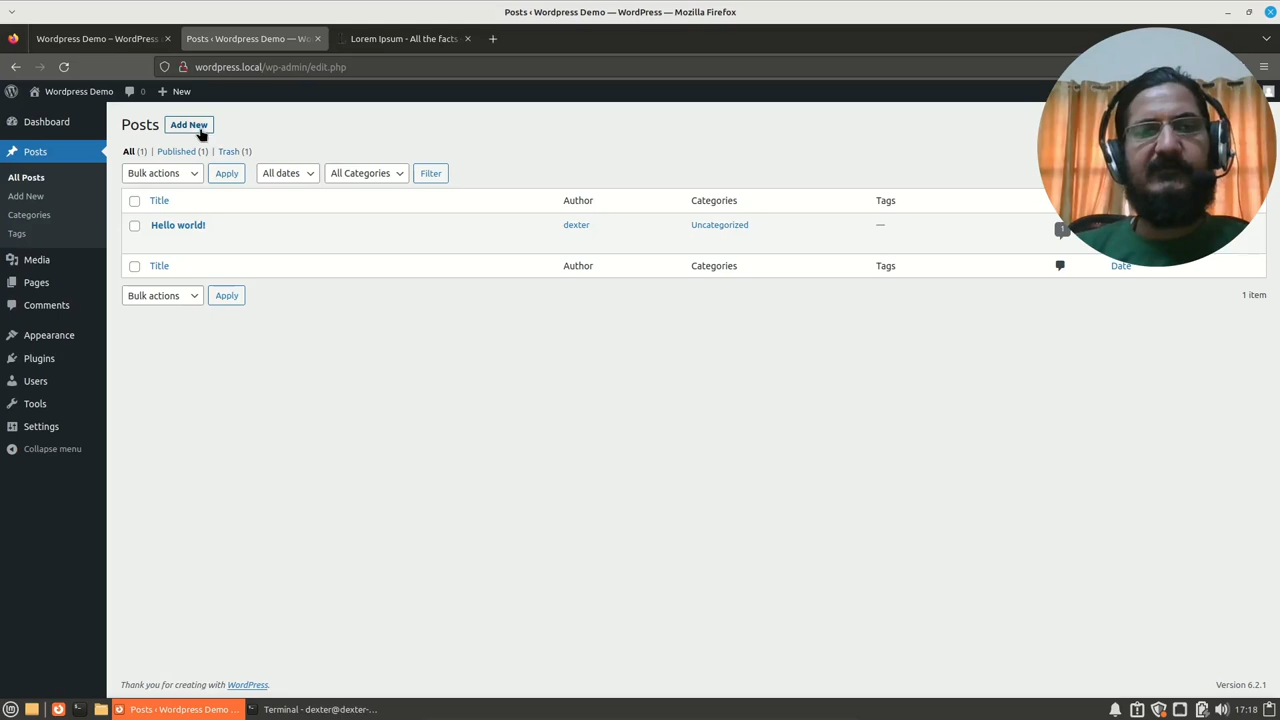 Posts ‹ Wordpress Demo — WordPress — Mozilla Firefox
Wordpress Demo – WordPress
Posts ‹ Wordpress Demo — Wo
Lorem Ipsum - All the facts
wordpress.local/wp-admin/edit.php
Wordpress Demo 0 New
Dashboard
Posts
All Posts
Add New
Categories
Tags
Media
Pages
Comments
Appearance
Plugins
Users
Tools
Settings
Collapse menu
Posts Add New
All (1) | Published (1) | Trash (1)
Bulk actions Apply All dates All Categories Filter
Title Author Categories Tags
Hello world! dexter Uncategorized — 1
Title Author Categories Tags Date
Bulk actions Apply 1 item
Thank you for creating with WordPress. Version 6.2.1
Posts ‹ Wordpress Demo ... Terminal - dexter@dexter-... 17:18